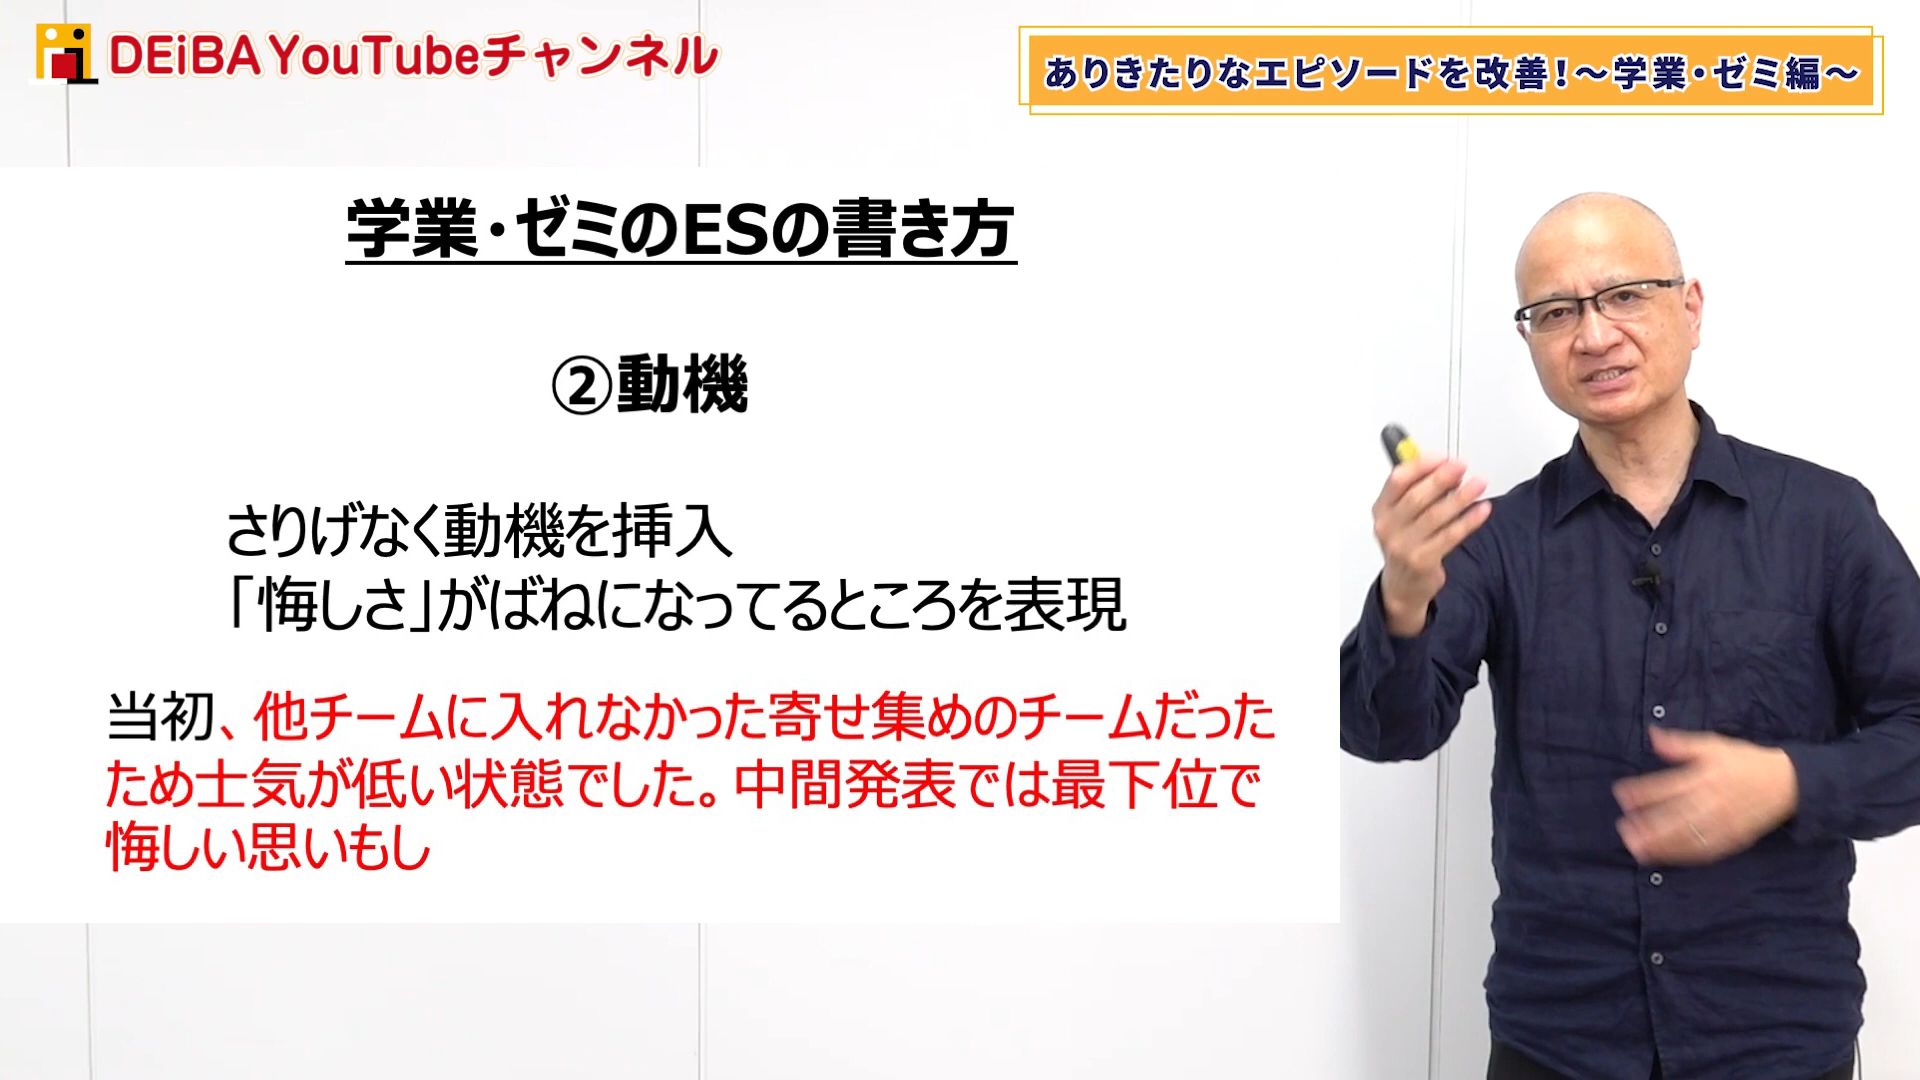 DEiBA YouTubeチャンネル
ありきたりなエピソードを改善！～学業・ゼミ編～
学業・ゼミのESの書き方
②動機
さりげなく動機を挿入
「悔しさ」がばねになってるところを表現
当初、他チームに入れなかった寄せ集めのチームだった
ため士気が低い状態でした。中間発表では最下位で
悔しい思いもし